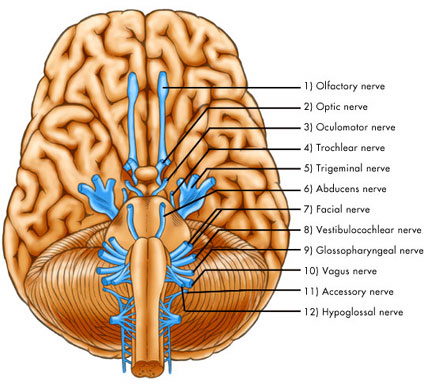 1) Olfactory nerve
2) Optic nerve
3) Oculomotor nerve
4) Trochlear nerve
5) Trigeminal nerve
6) Abducens nerve
7) Facial nerve
8) Vestibulocochlear nerve
9) Glossopharyngeal nerve
10) Vagus nerve
11) Accessory nerve
12) Hypoglossal nerve